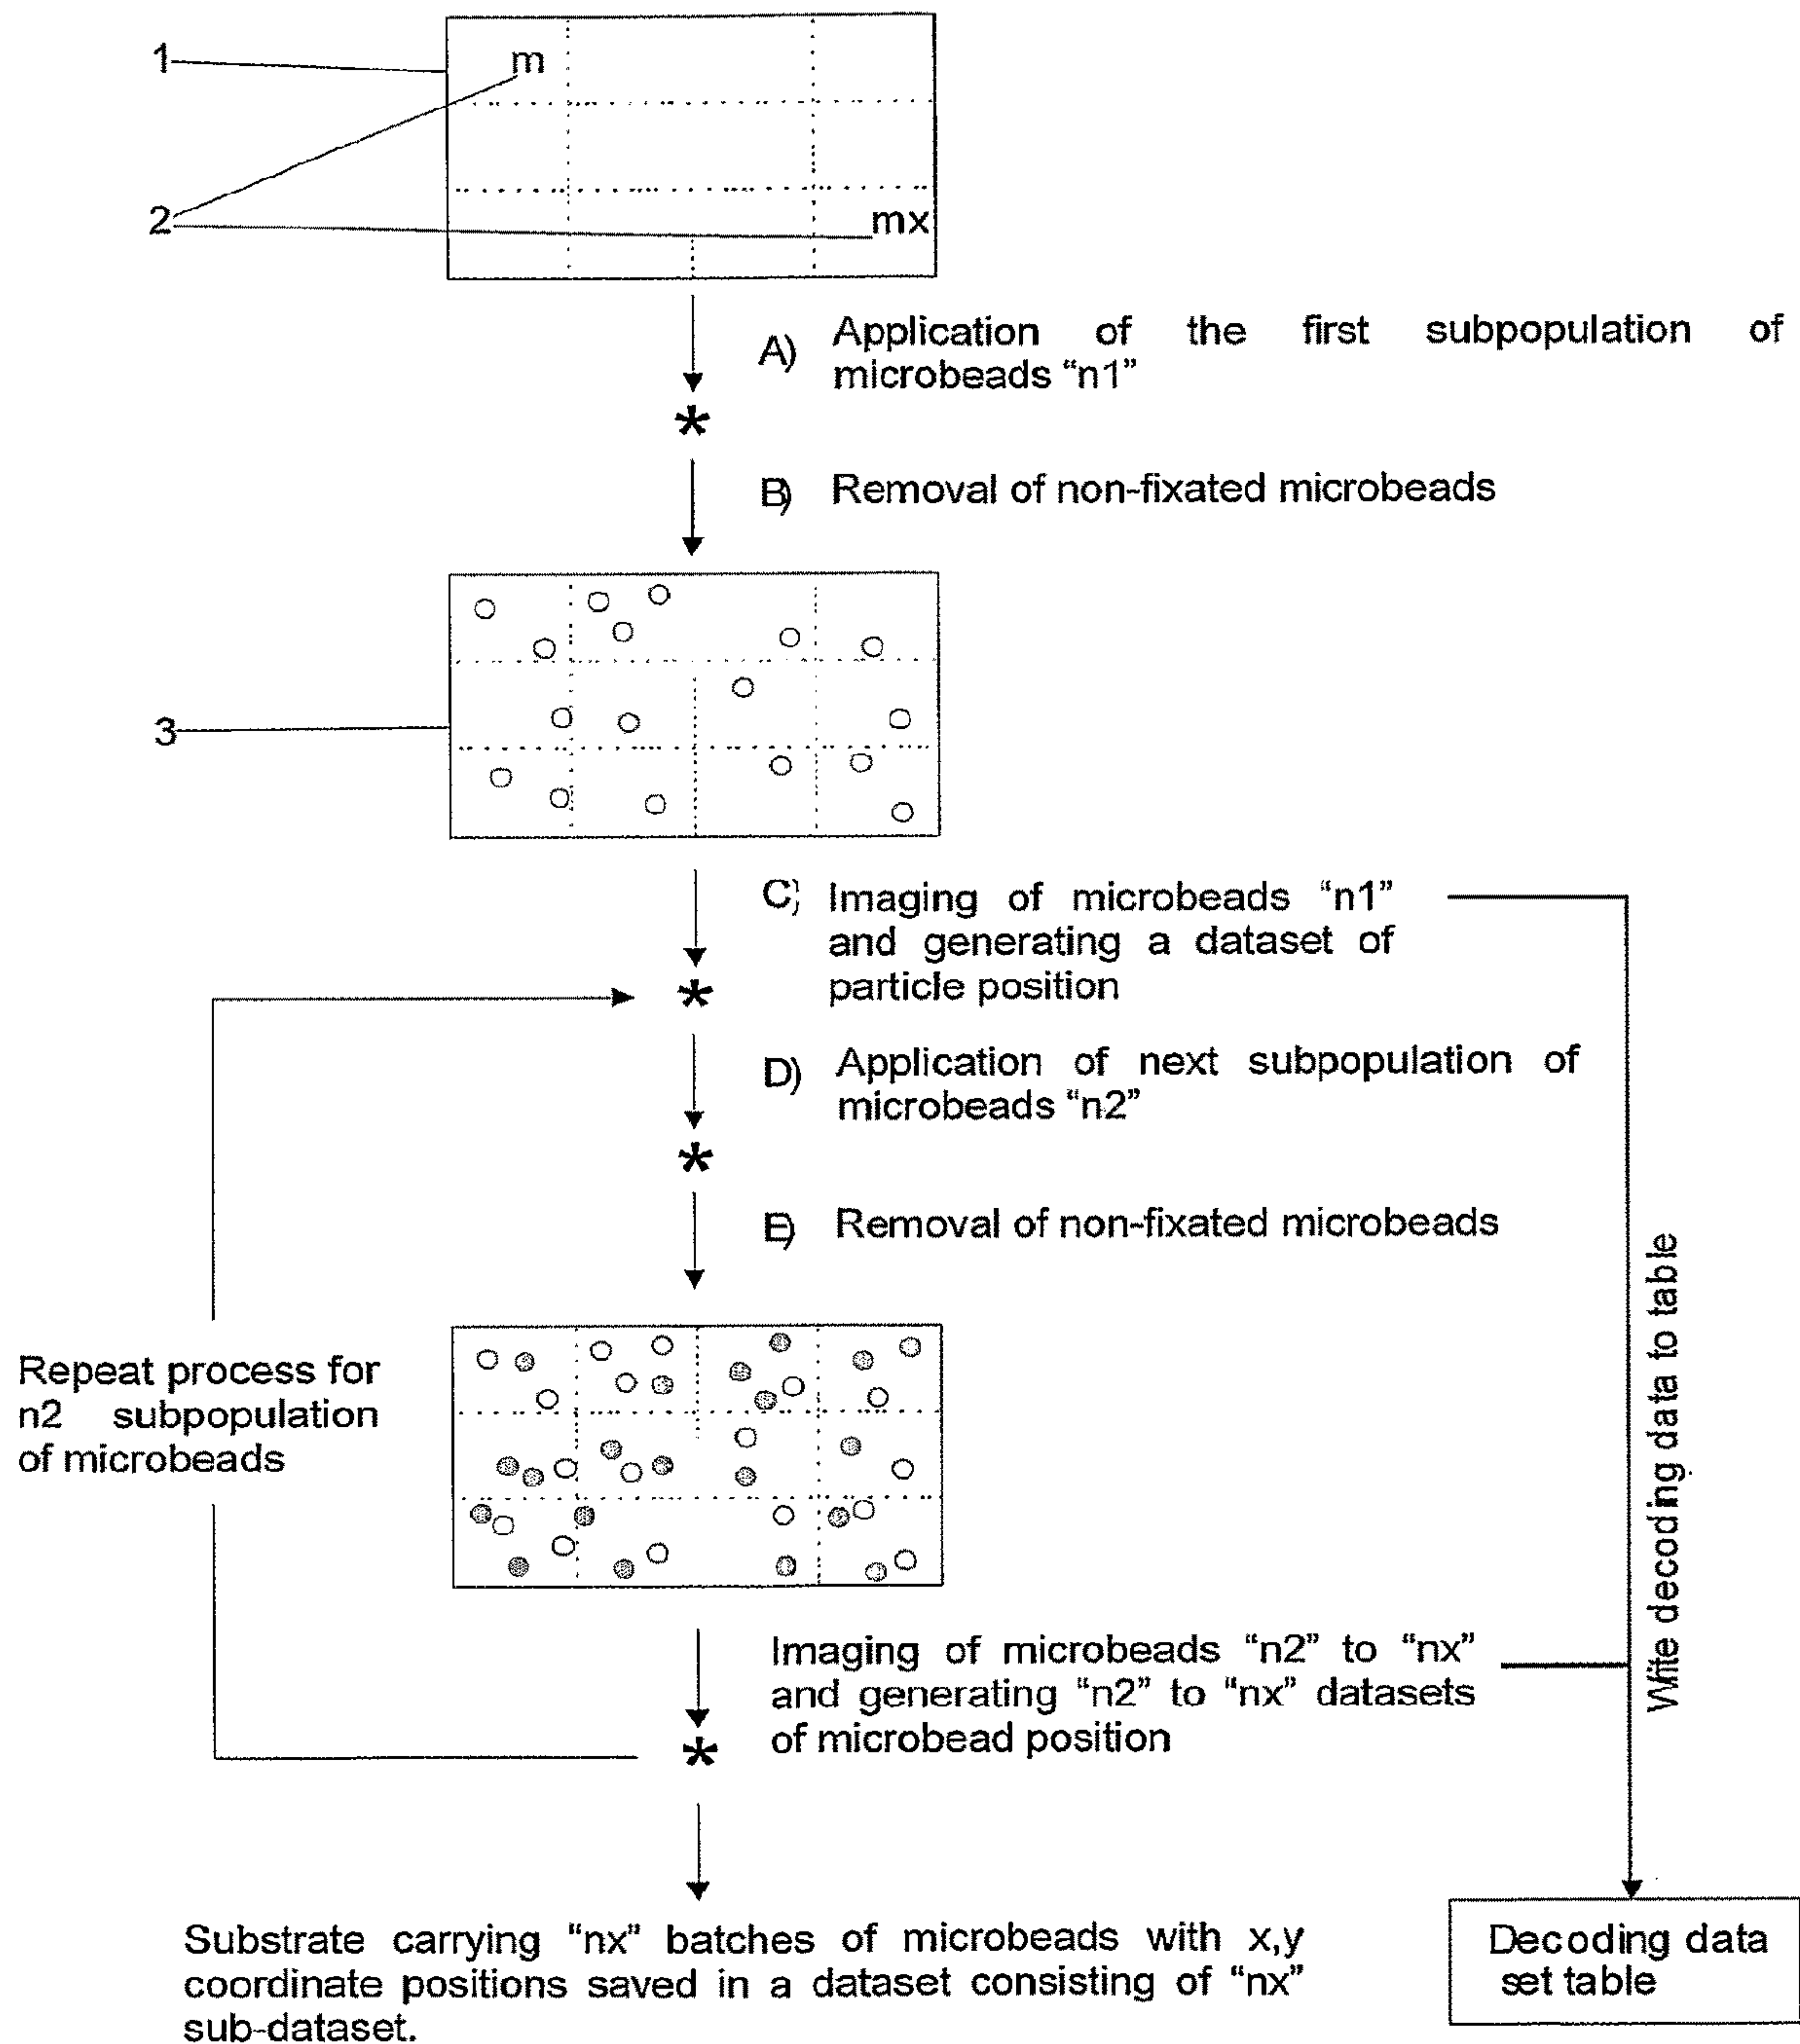 1
m
2
mx
A) Application of the first subpopulation of
microbeads “n1”
B) Removal of non-fixated microbeads
3
C) Imaging of microbeads “n1”
and generating a dataset of
particle position
D) Application of next subpopulation of
microbeads “n2”
E) Removal of non-fixated microbeads
Repeat process for
n2 subpopulation
of microbeads
Write decoding data to table
Imaging of microbeads “n2” to “nx”
and generating “n2” to “nx” datasets
of microbead position
Substrate carrying “nx” batches of microbeads with x,y
coordinate positions saved in a dataset consisting of “nx”
sub-dataset.
Decoding data
set table